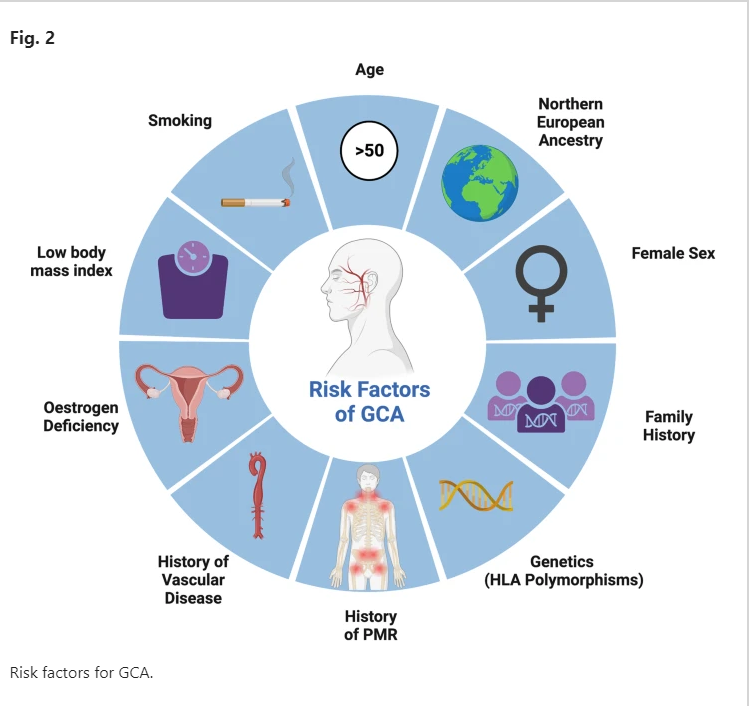 Fig. 2
Age
>50
Northern
European
Ancestry
Female Sex
Family
History
Genetics
(HLA Polymorphisms)
History
of PMR
History of
Vascular
Disease
Oestrogen
Deficiency
Low body
mass index
Smoking
Risk Factors
of GCA
Risk factors for GCA.